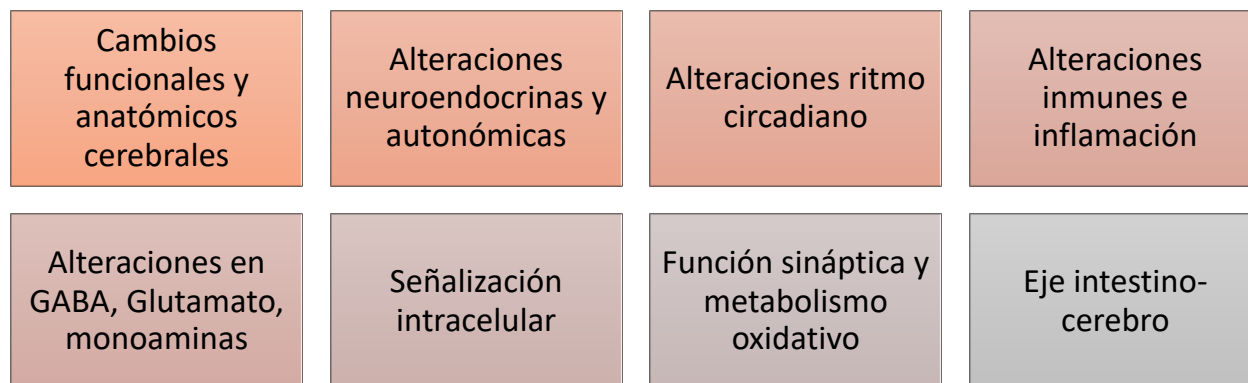 Cambios
funcionales y
anatómicos
cerebrales
Alteraciones
neuroendocrinas y
autonómicas
Alteraciones ritmo
circadiano
Alteraciones
inmunes e
inflamación
Alteraciones en
GABA, Glutamato,
monoaminas
Señalización
intracelular
Función sináptica y
metabolismo
oxidativo
Eje intestino-
cerebro